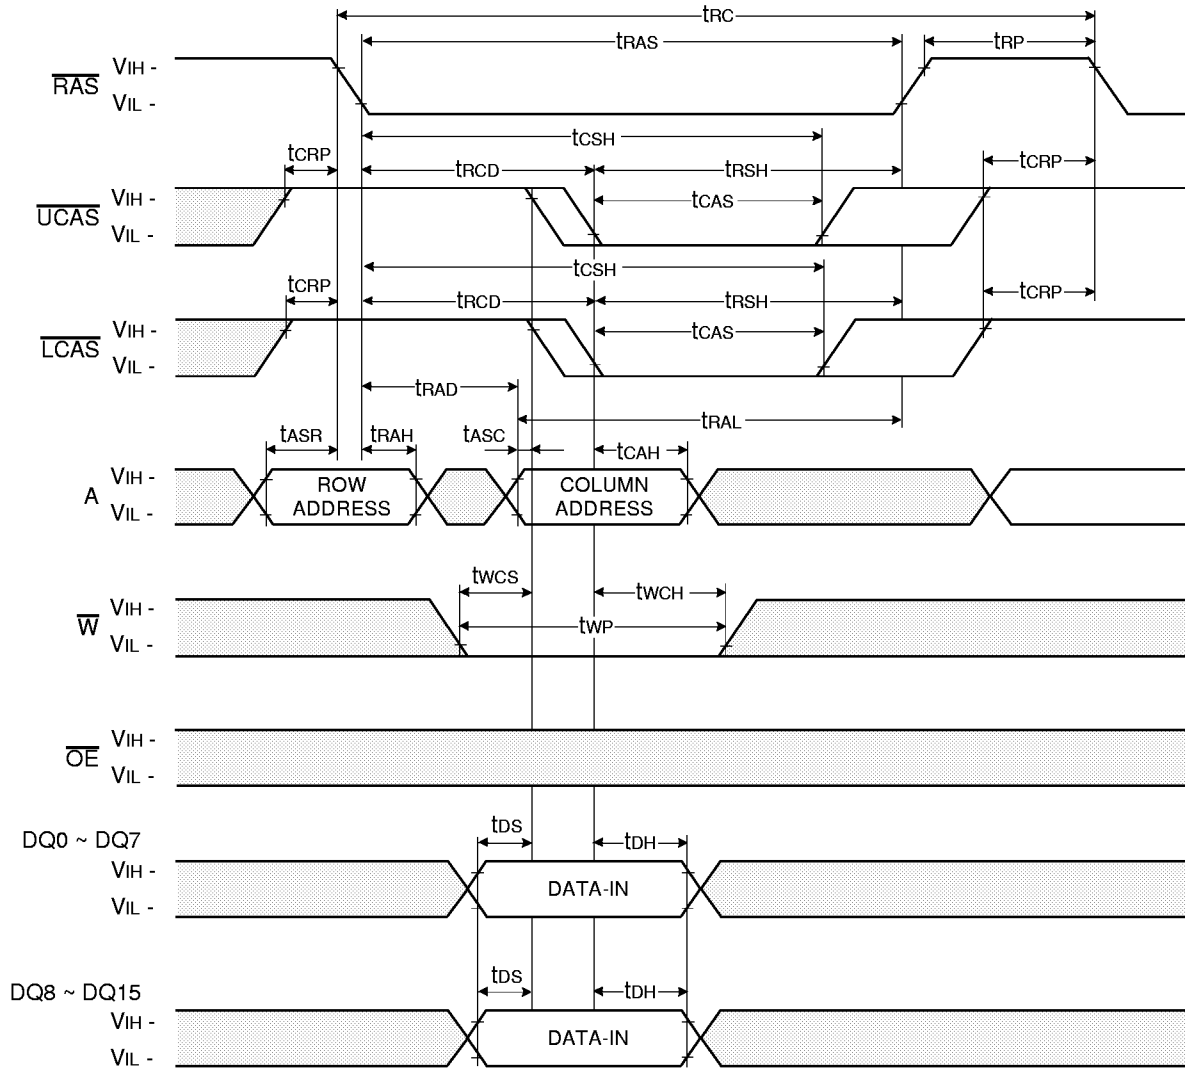 tRC
tRAS tRP
RAS VIH -
VIL -
tCSH
tCRP tRCD tRSH tCRP
UCAS VIH - tCAS
VIL -
tCSH
tCRP tRCD tRSH tCRP
LCAS VIH - tCAS
VIL -
tRAD
tRAL
tASR tRAH tASC tCAH
A VIH - ROW ADDRESS COLUMN ADDRESS
VIL -
tWCS tWCH
W VIH - tWP
VIL -
OE VIH -
VIL -
tDS tDH
DQ0 ~ DQ7
VIH - DATA-IN
VIL -
tDS tDH
DQ8 ~ DQ15
VIH - DATA-IN
VIL -